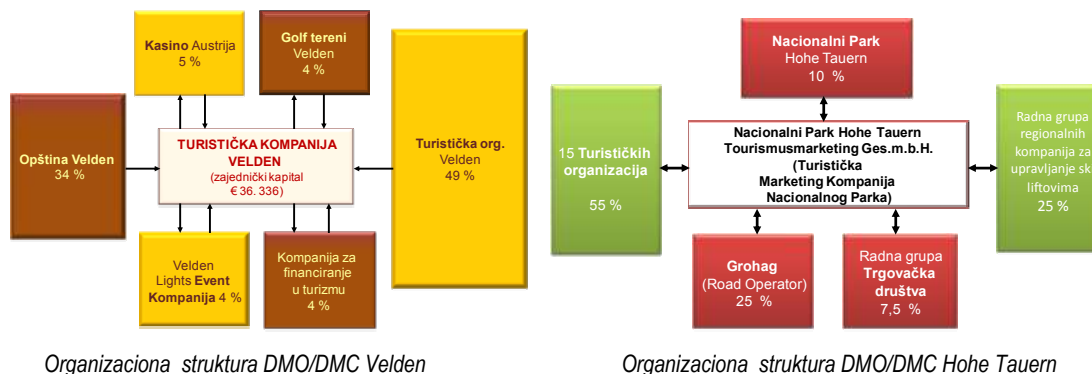 Kasino Austrija
5 %
Golf tereni
Velden
4 %
Opština Velden
34 %
TURISTIČKA KOMPANIJA
VELDEN
(zajednički kapital
€ 36. 336)
Turistička org.
Velden
49 %
Velden
Lights Event
Kompanija 4 %
Kompanija za
financiranje
u turizmu
4 %
Organizaciona struktura DMO/DMC Velden
Nacionalni Park
Hohe Tauern
10 %
15 Turističkih
organizacija
55 %
Nacionalni Park Hohe Tauern
Tourismusmarketing Ges.m.b.H.
(Turistička
Marketing Kompanija
Nacionalnog Parka)
Radna grupa
regionalnih
kompanija za
upravljanje sk
liftovima
25 %
Grohag
(Road Operator)
25 %
Radna grupa
Trgovačka
društva
7,5 %
Organizaciona struktura DMO/DMC Hohe Tauern